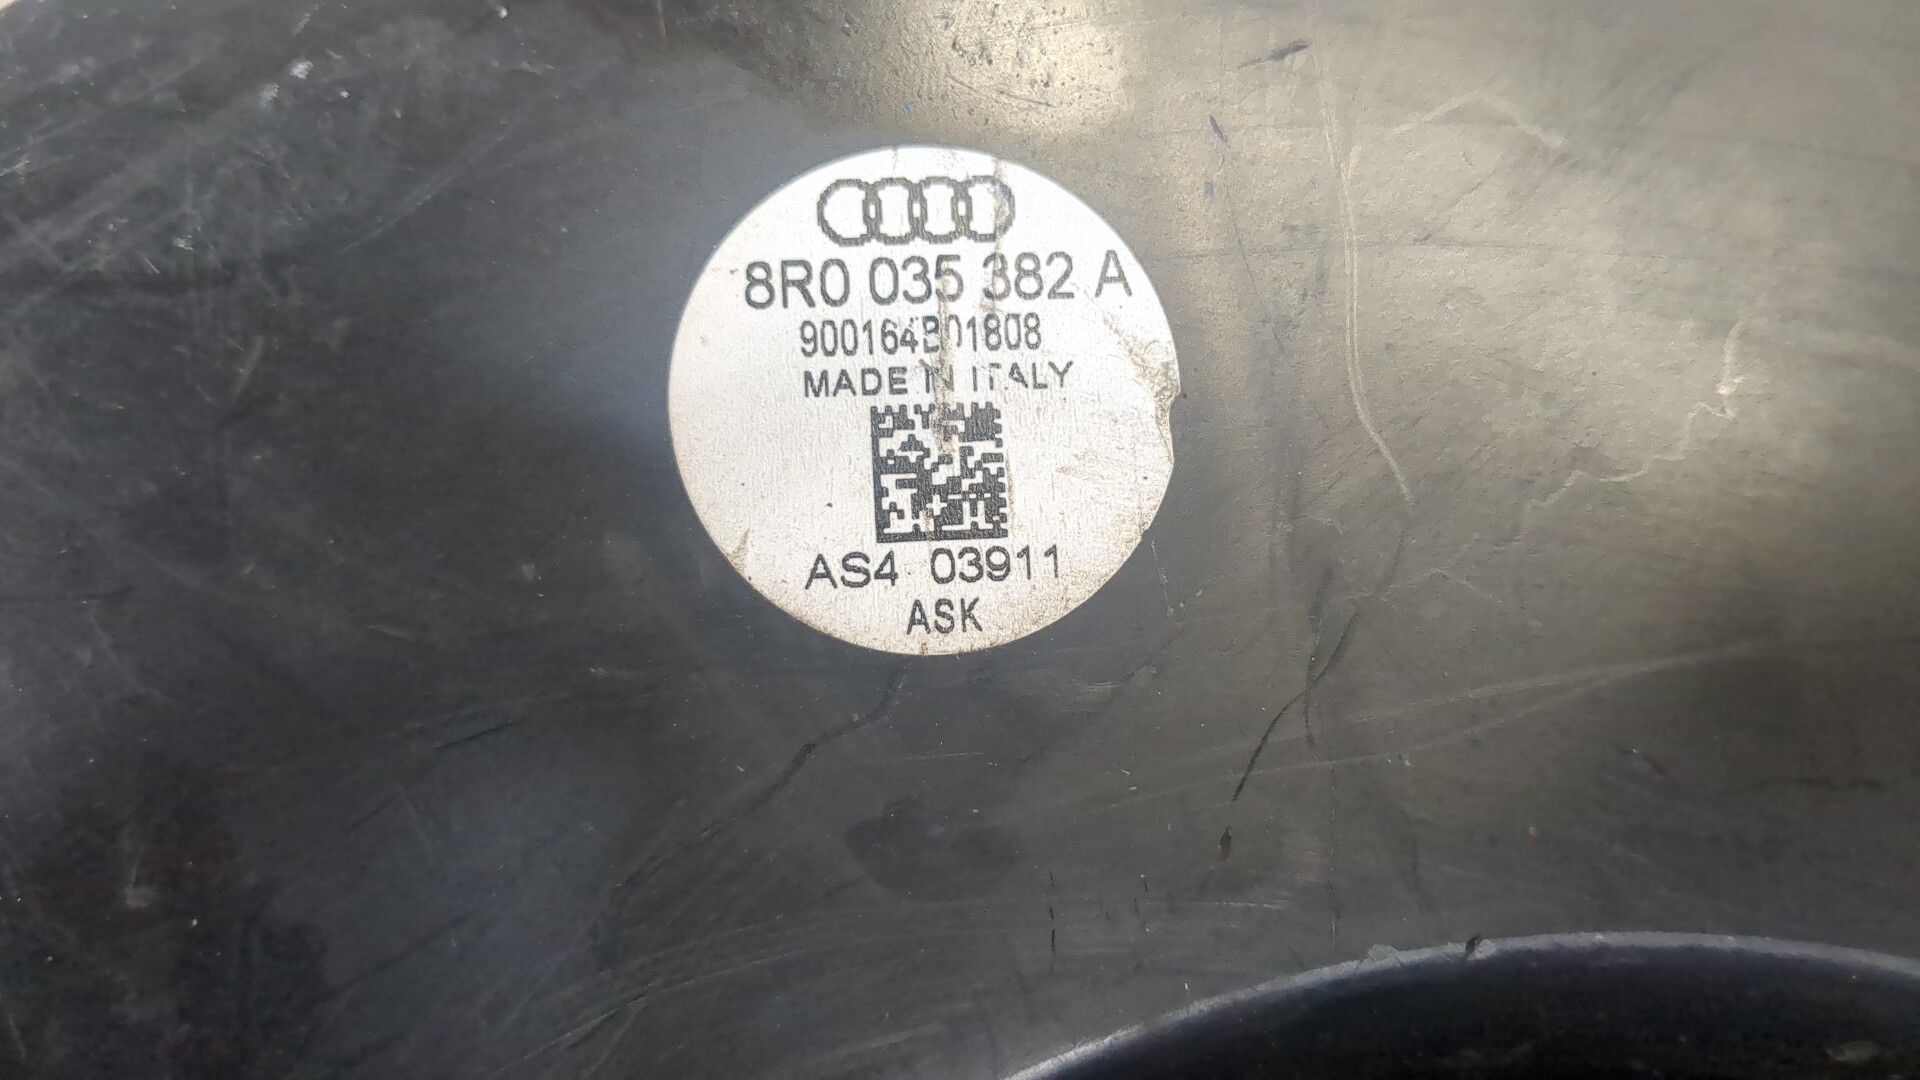 8R0 035 382 A
900164B01808
MADE IN ITALY
AS4 03911
ASK